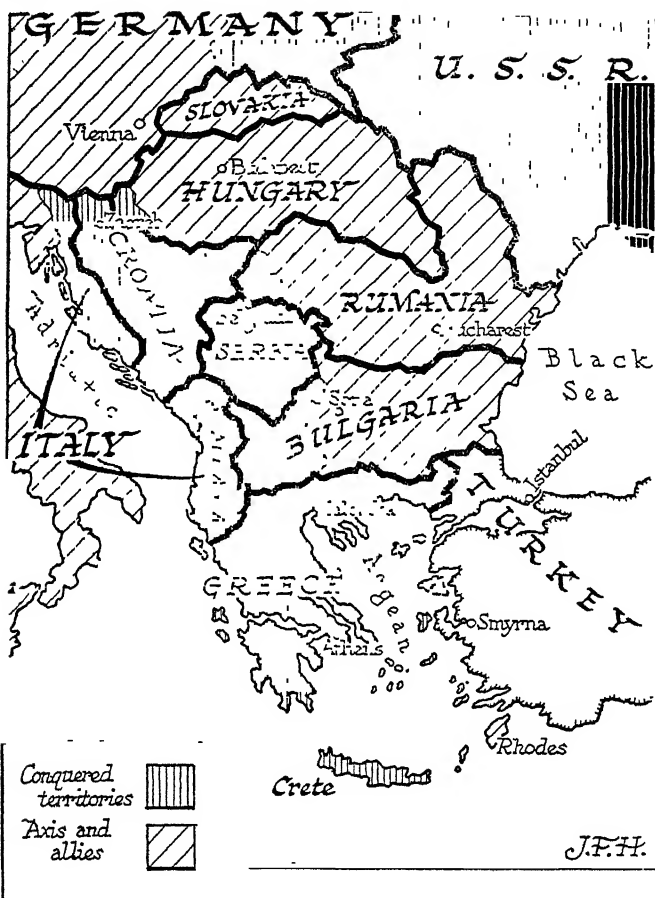 GERMANY
U. S. S. R.
SLOVAKIA
Vienna
HUNGARY
CROATIA
RUMANIA
SERBIA
Black
Sea
BULGARIA
ITALY
Istanbul
TURKEY
GREECE
Aegean
Smyrna
Rhodes
Crete
Conquered
territories
Axis and
allies
J.F.H.